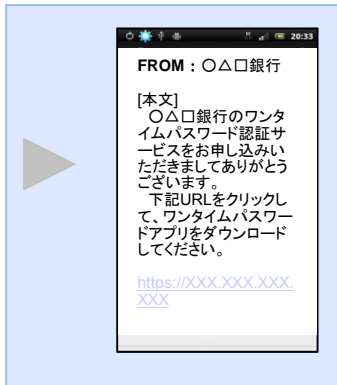 20:33
FROM：〇△□銀行
[本文]
　〇△□銀行のワンタ
イムパスワード認証サ
ービスをお申し込みい
ただきましてありがとう
ございます。
　下記URLをクリックし
て、ワンタイムパスワー
ドアプリをダウンロード
してください。
https://XXX.XXX.XXX.
XXX